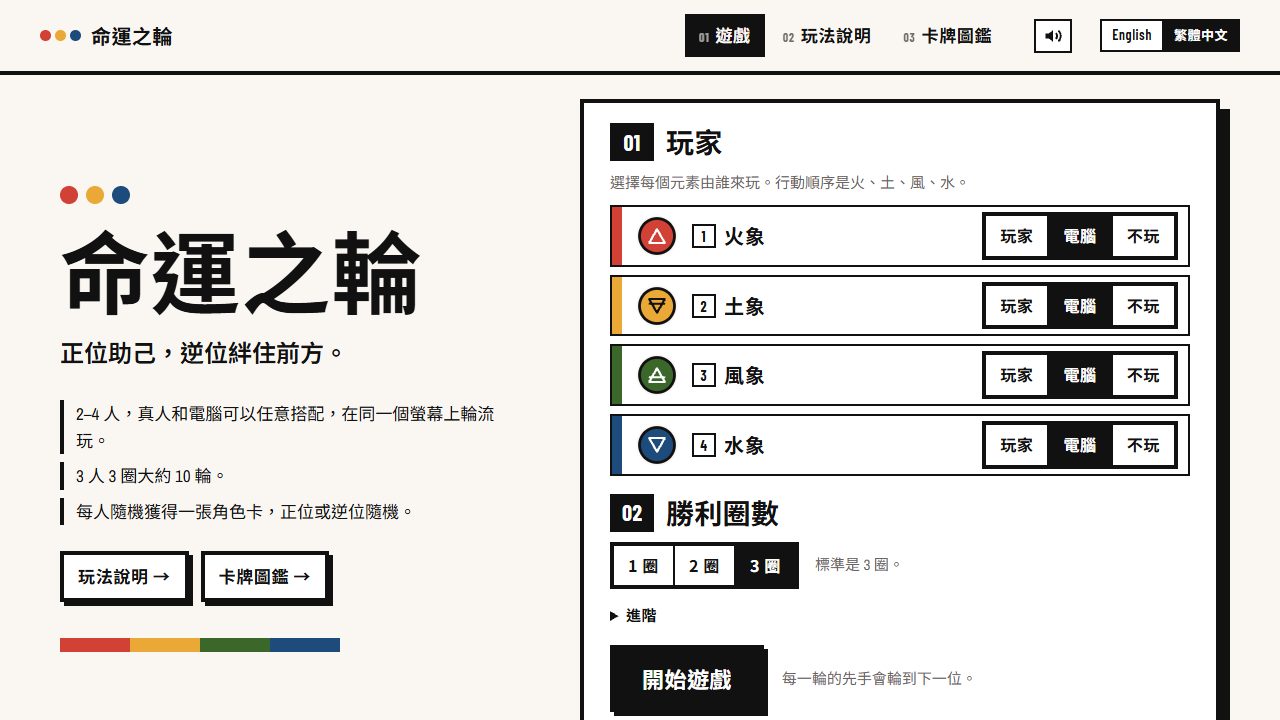 命運之輪
01 遊戲
02 玩法說明
03 卡牌圖鑑
English
繁體中文
命運之輪
正位助己，逆位絆住前方。
2–4 人，真人和電腦可以任意搭配，在同一個螢幕上輪流
玩。
3 人 3 圈大約 10 輪。
每人隨機獲得一張角色卡，正位或逆位隨機。
玩法說明 →
卡牌圖鑑 →
01 玩家
選擇每個元素由誰來玩。行動順序是火、土、風、水。
1 火象 玩家 電腦 不玩
2 土象 玩家 電腦 不玩
3 風象 玩家 電腦 不玩
4 水象 玩家 電腦 不玩
02 勝利圈數
1 圈 2 圈 3 圈 標準是 3 圈。
▶ 進階
開始遊戲 每一輪的先手會輪到下一位。